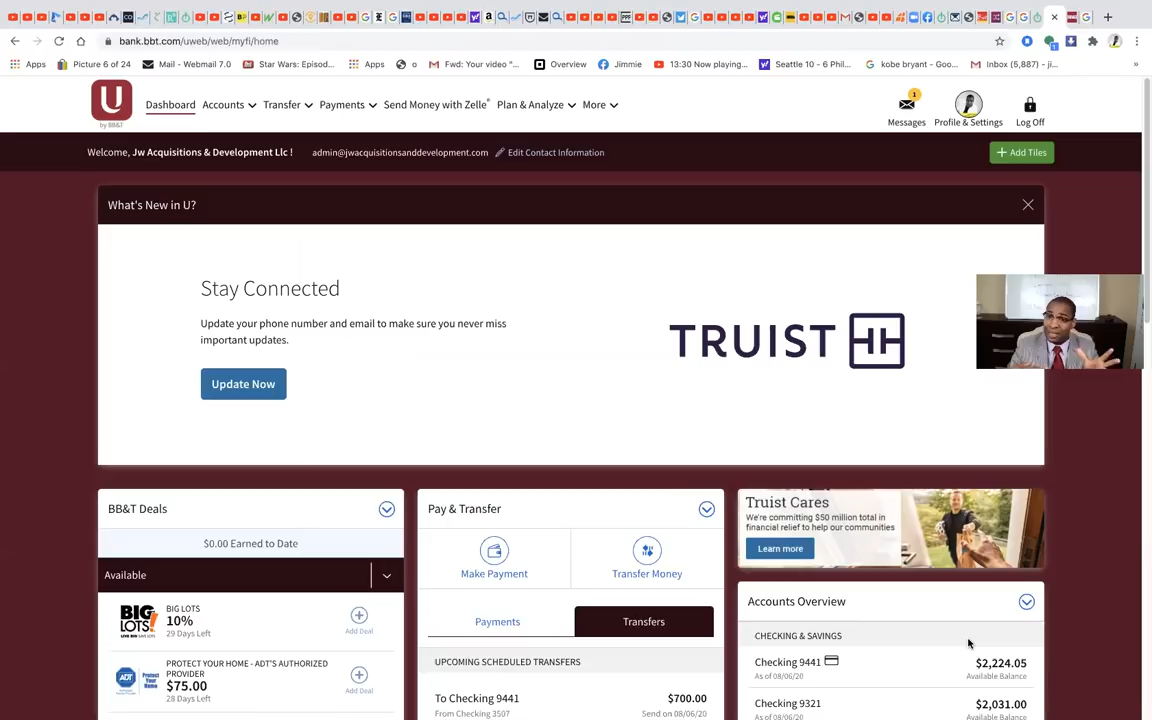 bank.bbt.com/uweb/web/myfi/home
Apps Picture 6 of 24 Mail - Webmail 7.0 Star Wars: Episod... Apps o Fwd: Your video "... Overview Jimmie 13:30 Now playing... Seattle 10 - 6 Phil... kobe bryant - Goo... Inbox (5,887) - ji... »
U
by BB&T
Dashboard Accounts Transfer Payments Send Money with Zelle® Plan & Analyze More
1
Messages Profile & Settings Log Off
Welcome, Jw Acquisitions & Development Llc ! admin@jwacquisitionsanddevelopment.com Edit Contact Information + Add Tiles
What's New in U?
Stay Connected
Update your phone number and email to make sure you never miss
important updates.
Update Now
TRUIST
BB&T Deals
$0.00 Earned to Date
Available
BIG LOTS!
BIG LOTS
10%
29 Days Left
Add Deal
ADT
Protect Your Home
PROTECT YOUR HOME - ADT'S AUTHORIZED
PROVIDER
$75.00
28 Days Left
Add Deal
Pay & Transfer
Make Payment Transfer Money
Payments Transfers
UPCOMING SCHEDULED TRANSFERS
To Checking 9441 $700.00
From Checking 3507 Send on 08/06/20
Truist Cares
We're committing $50 million total in
financial relief to help our communities
Learn more
Accounts Overview
CHECKING & SAVINGS
Checking 9441 $2,224.05
As of 08/06/20 Available Balance
Checking 9321 $2,031.00
As of 08/06/20 Available Balance